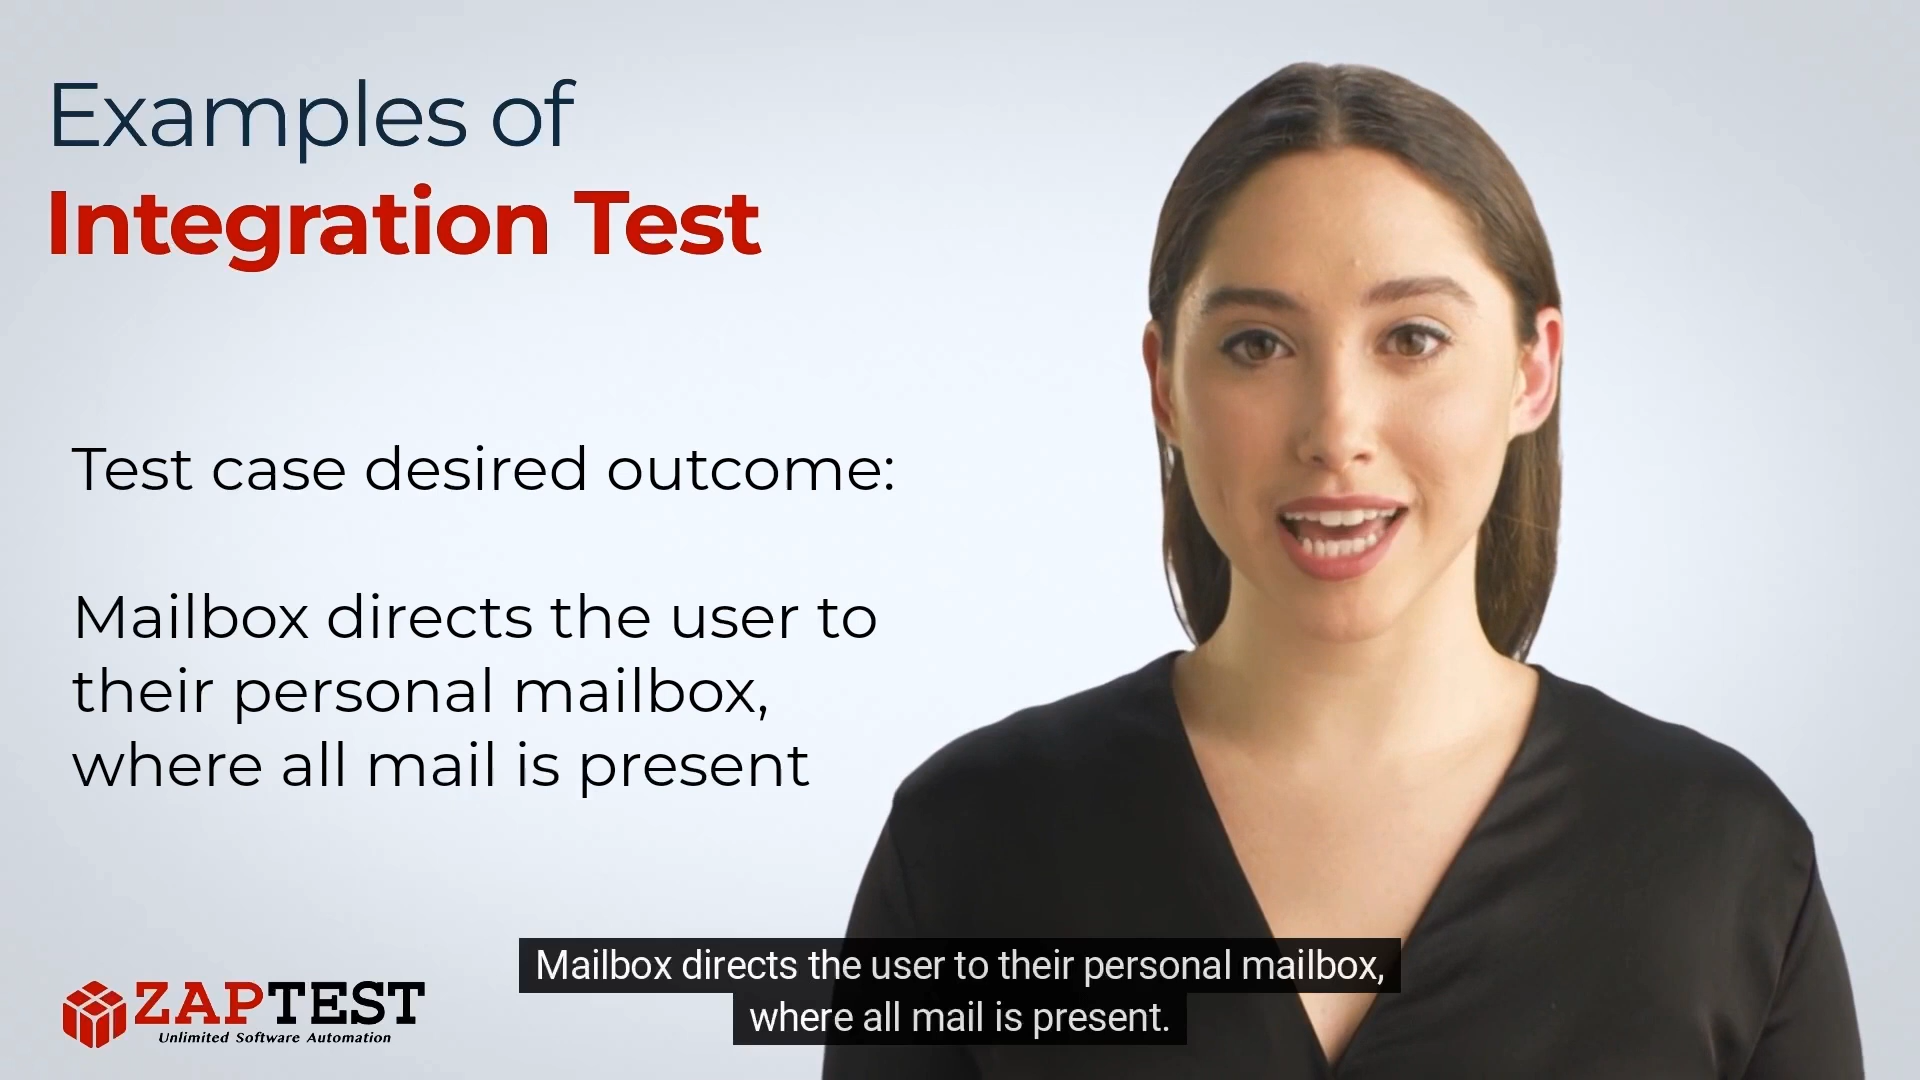 Examples of
Integration Test
Test case desired outcome:
Mailbox directs the user to
their personal mailbox,
where all mail is present
ZAPTEST
Unlimited Software Automation
Mailbox directs the user to their personal mailbox,
where all mail is present.